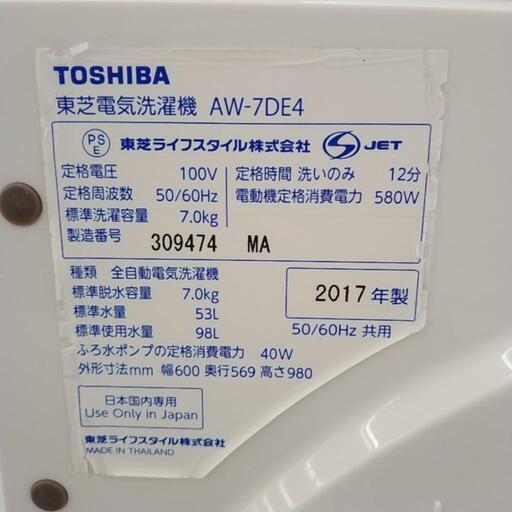 TOSHIBA
東芝電気洗濯機 AW-7DE4
PS E 東芝ライフスタイル株式会社 S JET
定格電圧 100V
定格周波数 50/60Hz
標準洗濯容量 7.0kg
製造番号 309474 MA
定格時間 洗いのみ 12分
電動機定格消費電力 580W
種類 全自動電気洗濯機
標準脱水容量 7.0kg
標準水量 53L
標準使用水量 98L
2017年製
50/60Hz 共用
ふろ水ポンプの定格消費電力 40W
外形寸法mm 幅600 奥行569 高さ980
日本国内専用
Use Only in Japan
東芝ライフスタイル株式会社
MADE IN THAILAND